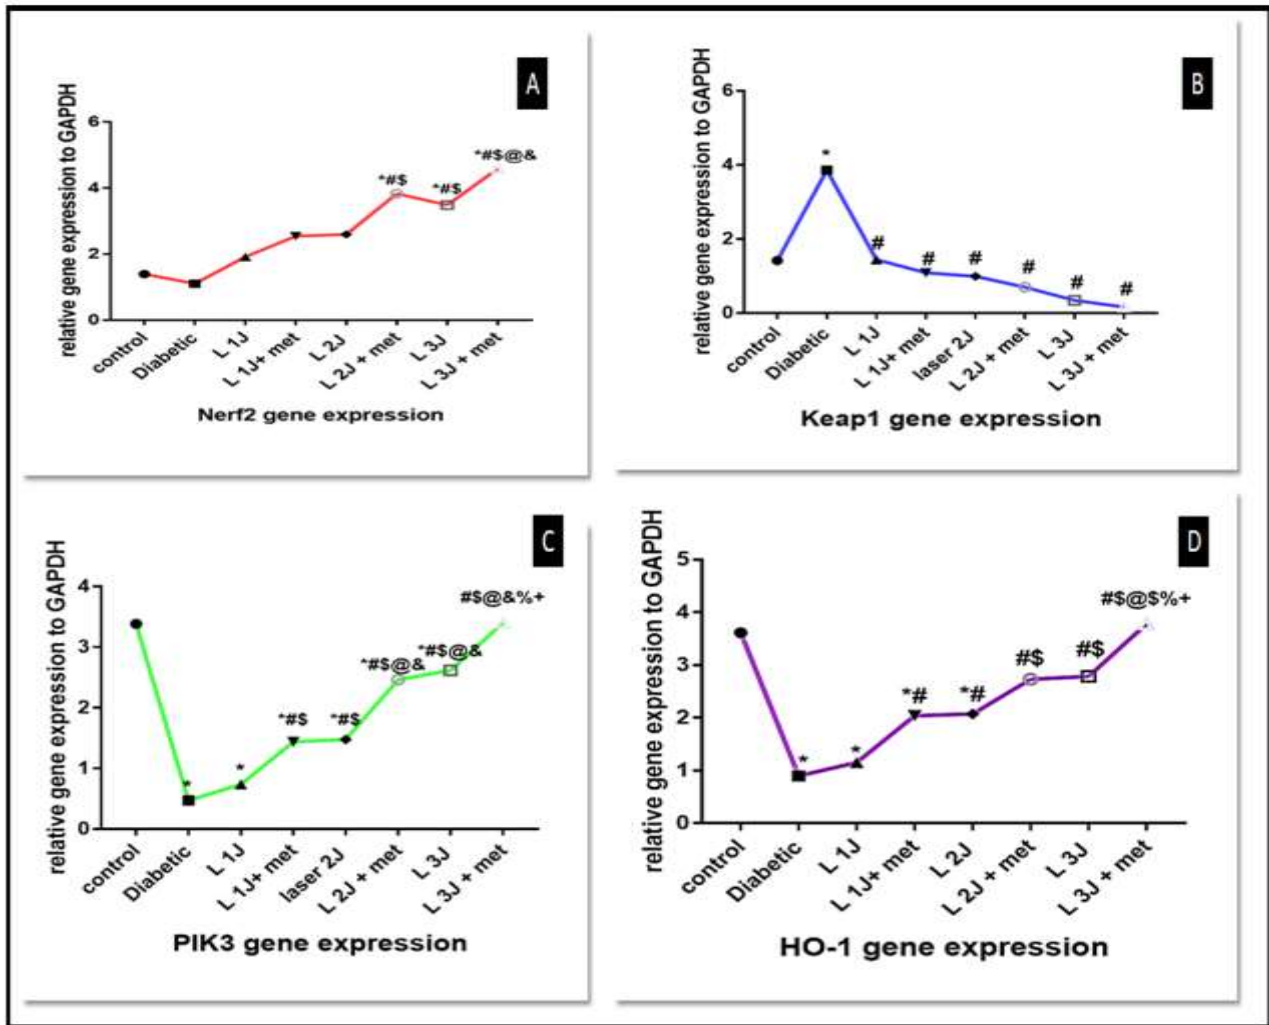 A
relative gene expression to GAPDH
6
4
2
0
*#$
*#$
*#$@&
control
Diabetic
L 1J
L 1J+ met
L 2J
L 2J + met
L 3J
L 3J + met
Nerf2 gene expression
B
relative gene expression to GAPDH
6
4
2
0
*
#
#
#
#
#
#
control
Diabetic
L 1J
L 1J+ met
laser 2J
L 2J + met
L 3J
L 3J + met
Keap1 gene expression
C
relative gene expression to GAPDH
4
3
2
1
0
*
*
*#$
*#$
*#$@&
*#$@&
#$@&%+
control
Diabetic
L 1J
L 1J+ met
laser 2J
L 2J + met
L 3J
L 3J + met
PIK3 gene expression
D
relative gene expression to GAPDH
5
4
3
2
1
0
*
*
*#
*#
#$
#$
#$@$%+
control
Diabetic
L 1J
L 1J+ met
L 2J
L 2J + met
L 3J
L 3J + met
HO-1 gene expression